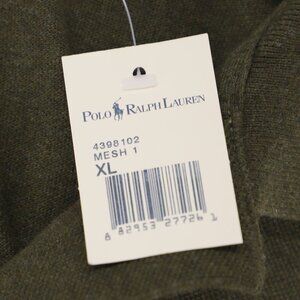 POLO RALPH LAUREN
4398102
MESH 1
XL
8 82953 27726 1